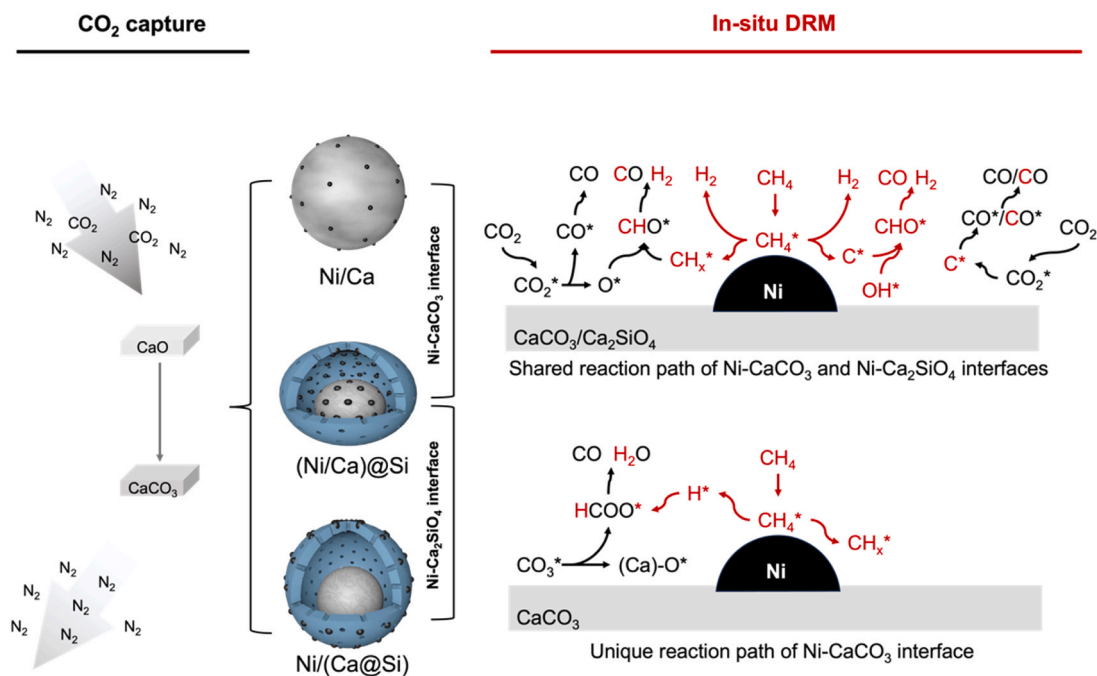 CO₂ capture
In-situ DRM
N₂
N₂
N₂
CO₂
CO₂
N₂
N₂
N₂
CaO
CaCO₃
N₂
N₂
N₂
N₂
N₂
N₂
N₂
Ni/Ca
(Ni/Ca)@Si
Ni/(Ca@Si)
Ni-CaCO₃ interface
Ni-Ca₂SiO₄ interface
CO
CO H₂
H₂
CH₄
H₂
CO H₂
CO/CO
CO₂
CO*
CHO*
CH₄*
CHO*
CO*/CO*
CO₂
CO₂*
O*
CHₓ*
C*
OH*
C*
CO₂*
Ni
CaCO₃/Ca₂SiO₄
Shared reaction path of Ni-CaCO₃ and Ni-Ca₂SiO₄ interfaces
CO H₂O
CH₄
HCOO*
H*
CH₄*
CHₓ*
CO₃*
(Ca)-O*
Ni
CaCO₃
Unique reaction path of Ni-CaCO₃ interface